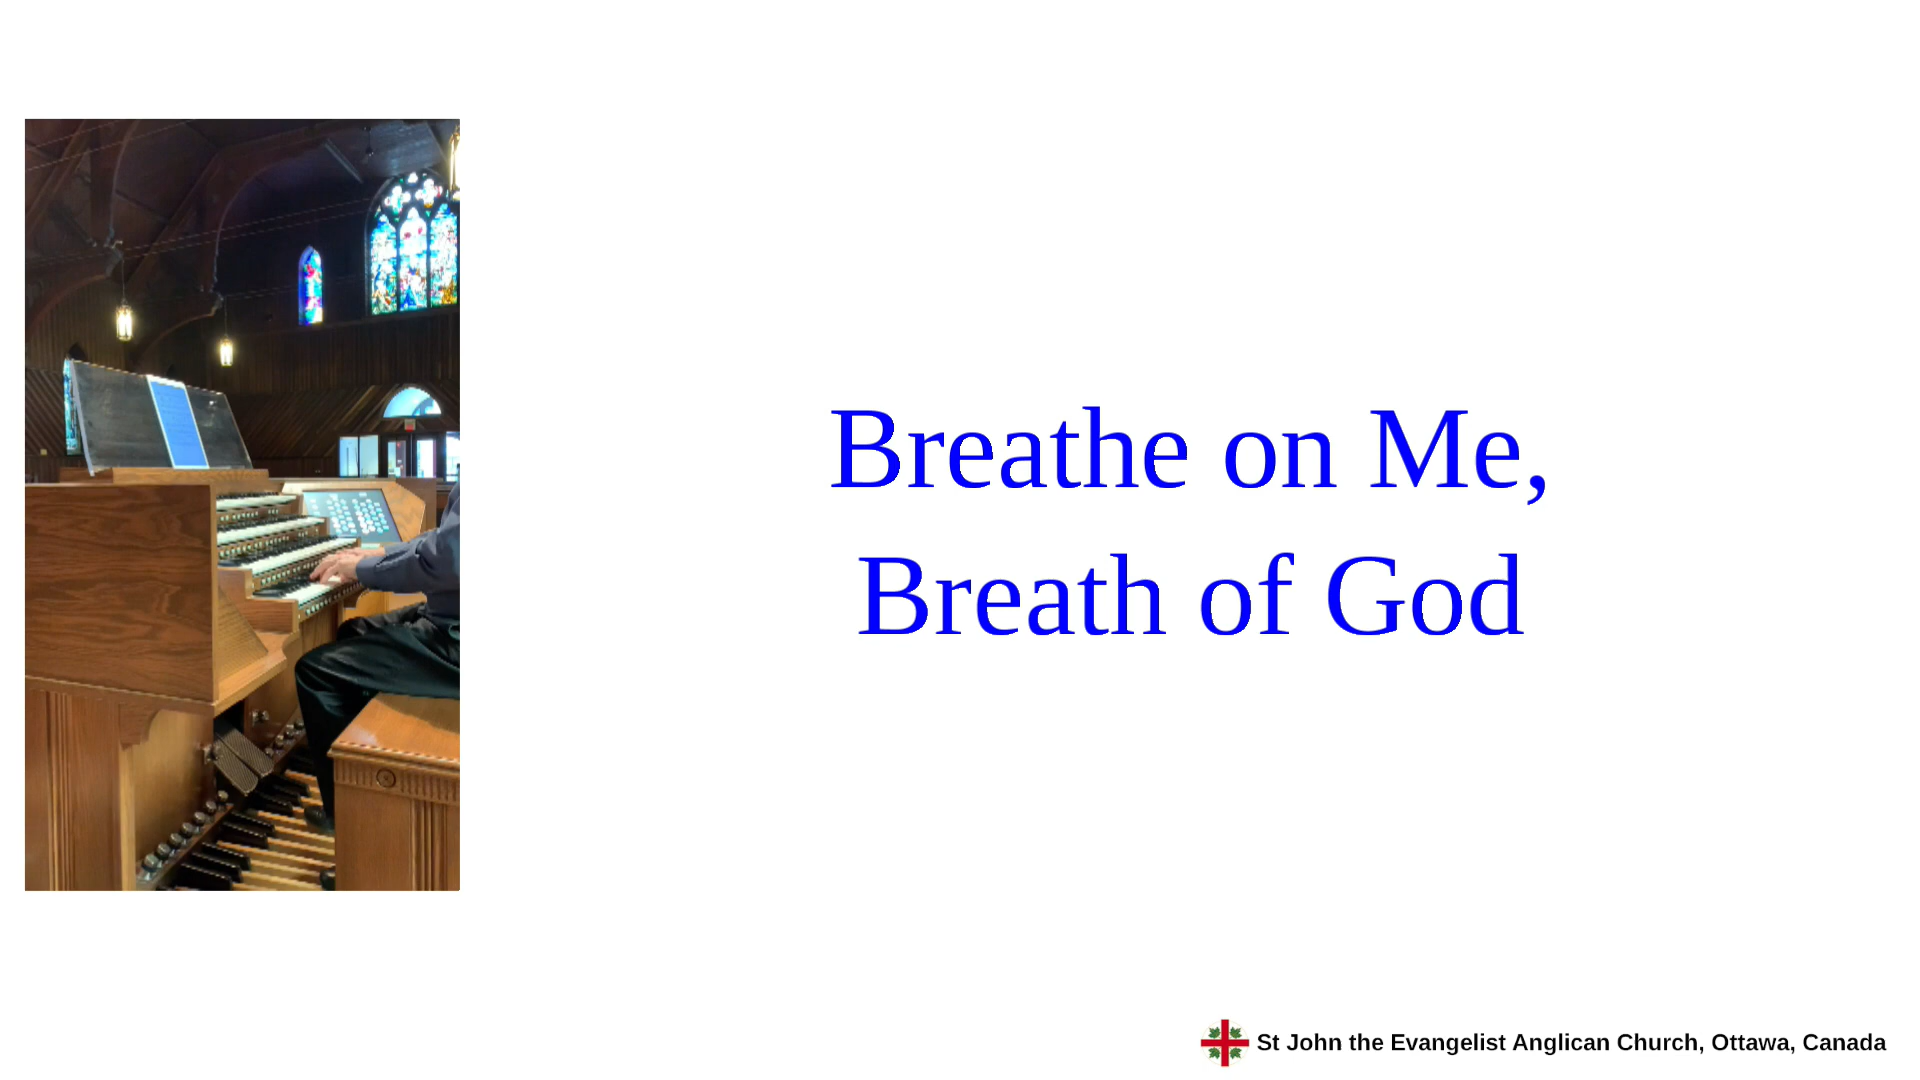 Breathe on Me,
Breath of God
St John the Evangelist Anglican Church, Ottawa, Canada